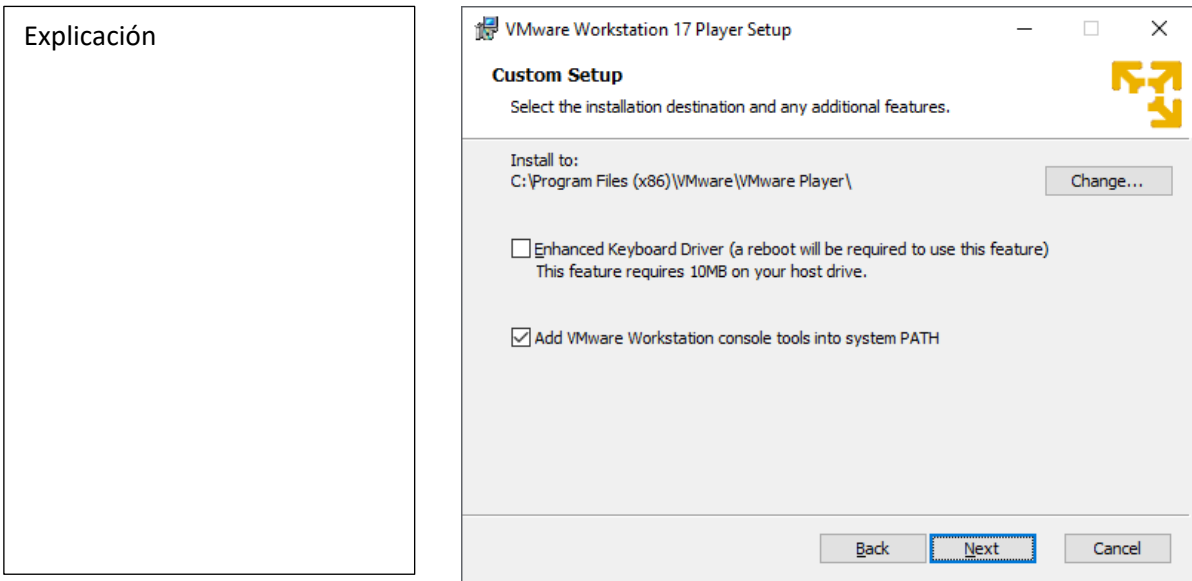 Explicación
VMware Workstation 17 Player Setup
Custom Setup
Select the installation destination and any additional features.
Install to:
C:\Program Files (x86)\VMware\VMware Player\
Change...
Enhanced Keyboard Driver (a reboot will be required to use this feature)
This feature requires 10MB on your host drive.
Add VMware Workstation console tools into system PATH
Back
Next
Cancel